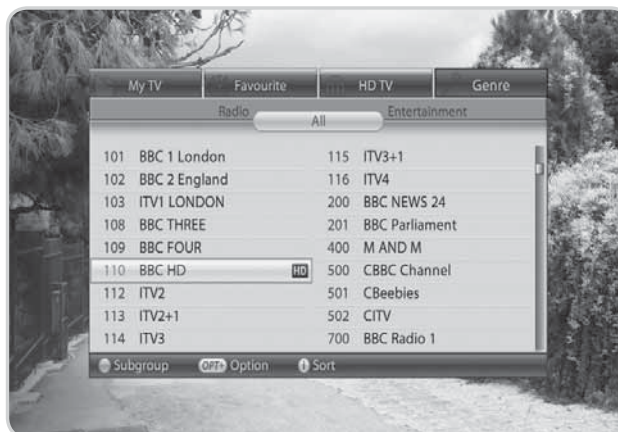 My TV Favourite HD TV Genre
Radio All Entertainment
101 BBC 1 London
102 BBC 2 England
103 ITV1 LONDON
108 BBC THREE
109 BBC FOUR
110 BBC HD HD
112 ITV2
113 ITV2+1
114 ITV3
115 ITV3+1
116 ITV4
200 BBC NEWS 24
201 BBC Parliament
400 M AND M
500 CBBC Channel
501 CBeebies
502 CITV
700 BBC Radio 1
Subgroup OPT+ Option i Sort